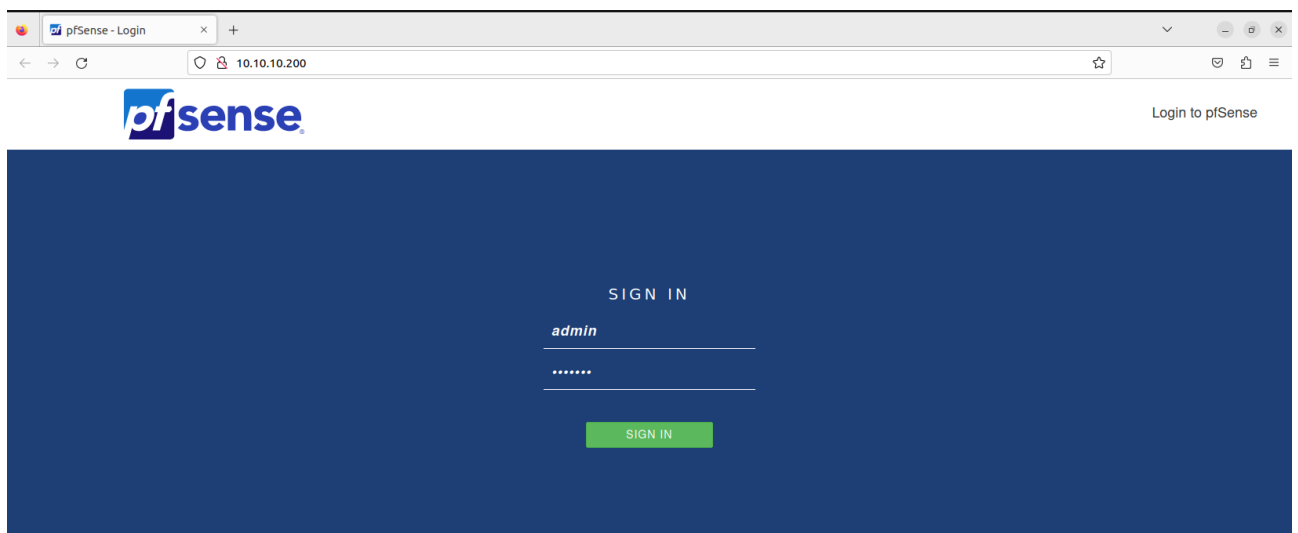 pfSense - Login
10.10.10.200
pfsense
Login to pfSense
SIGN IN
admin
•••••••
SIGN IN